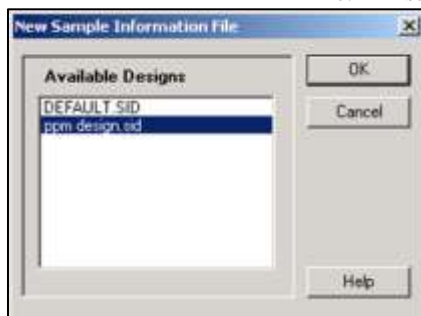 New Sample Information File
Available Designs
OK
DEFAULT.SID
ppm design.sid
Cancel
Help